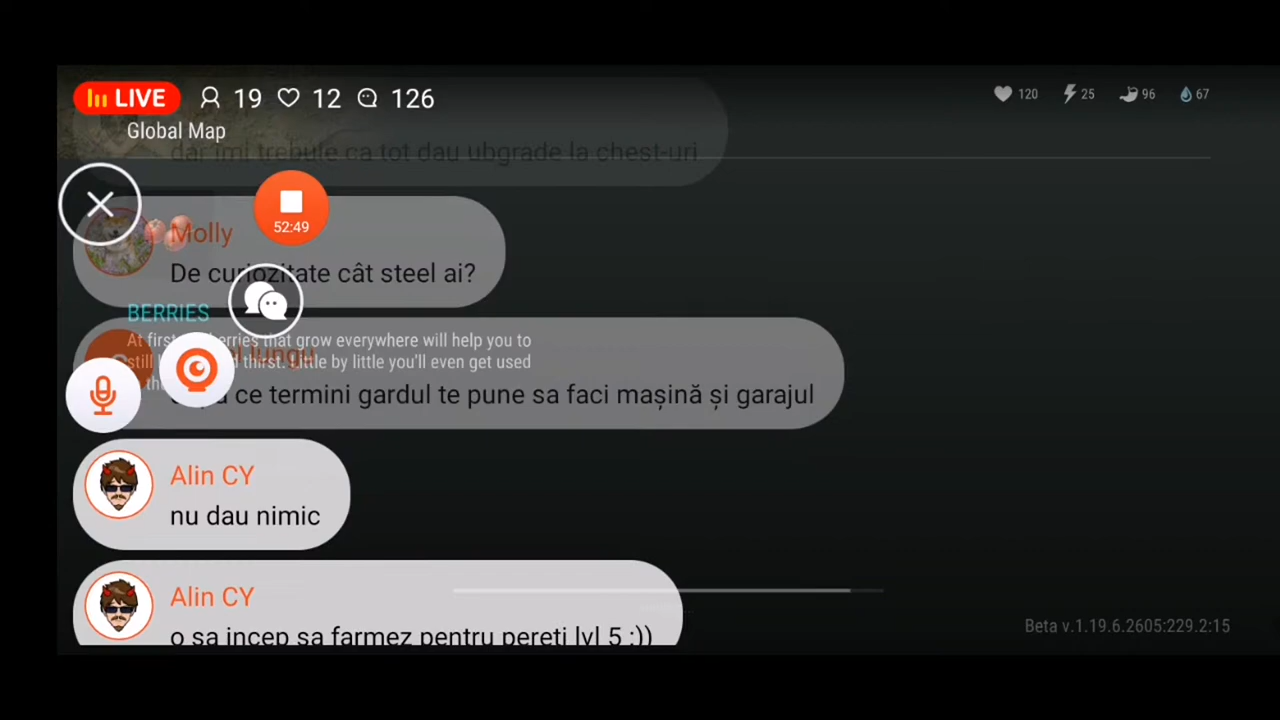 LIVE 19 12 126
120 25 96 67
Global Map
dar imi trebuie ca tot dau ubgrade la chest-uri
Molly
52:49
De curiozitate cât steel ai?
BERRIES
At first berries that grow everywhere will help you to
still thirst. Little by little you'll even get used
lungu
ce termini gardul te pune sa faci mașină și garajul
Alin CY
nu dau nimic
Alin CY
o sa incep sa farmez pentru pereti lvl 5 :))
Beta v.1.19.6.2605:229.2:15